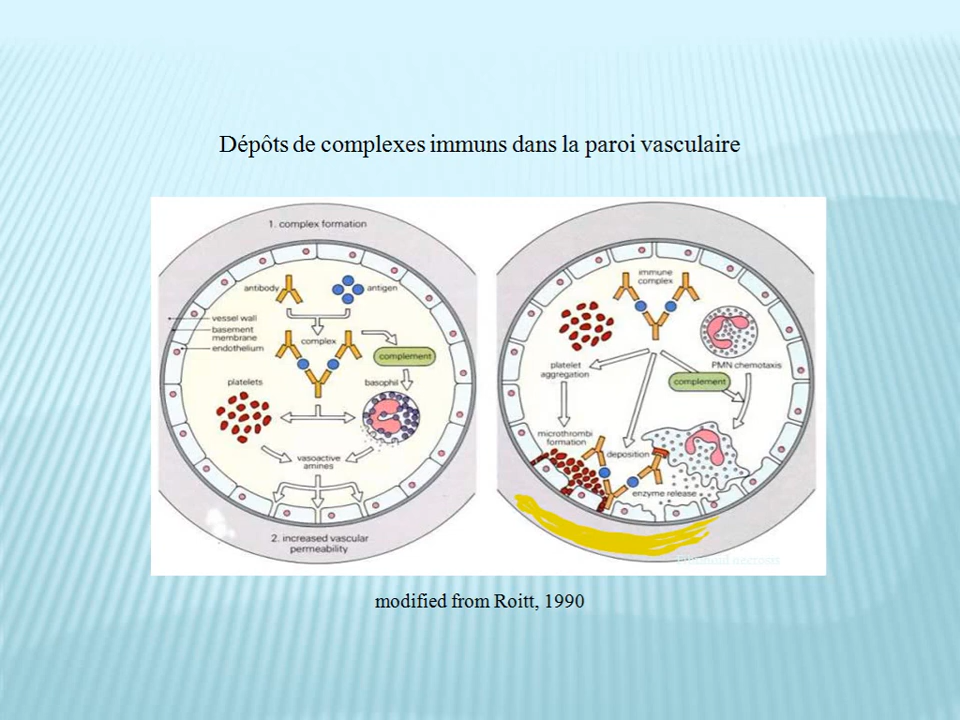 Dépôts de complexes immuns dans la paroi vasculaire
1. complex formation
antibody
antigen
vessel wall
basement
membrane
endothelium
complex
complement
platelets
basophil
vasoactive
amines
2. increased vascular
permeability
immune
complex
platelet
aggregation
PMN chemotaxis
complement
microthrombi
formation
deposition
enzyme release
modified from Roitt, 1990